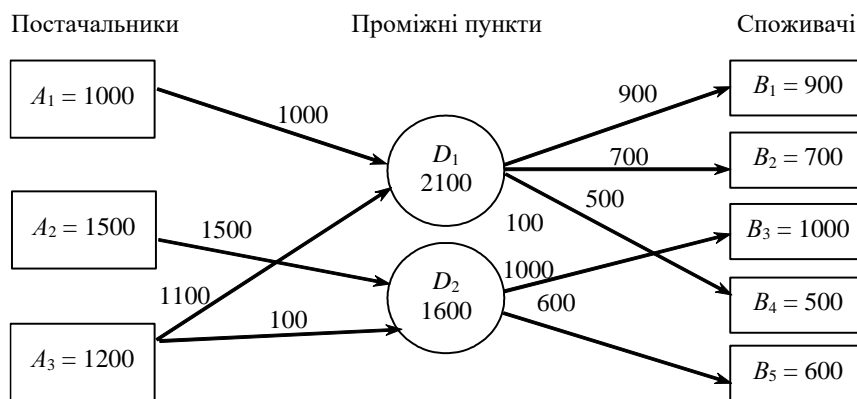 Постачальники Проміжні пункти Споживачі
A1 = 1000
1000
900
B1 = 900
D1
2100
700
B2 = 700
500
A2 = 1500
1500
100
B3 = 1000
1000
D2
1600
1100
100
600
B4 = 500
A3 = 1200
B5 = 600